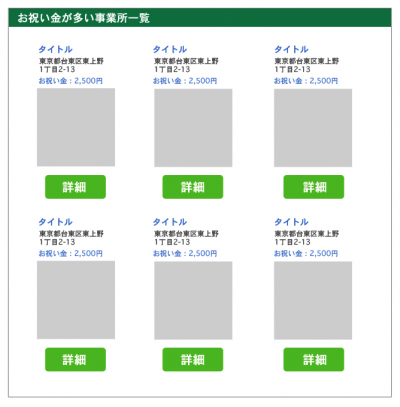 お祝い金が多い事業所一覧
タイトル
東京都台東区東上野
1丁目2-13
お祝い金：2,500円
詳細
タイトル
東京都台東区東上野
1丁目2-13
お祝い金：2,500円
詳細
タイトル
東京都台東区東上野
1丁目2-13
お祝い金：2,500円
詳細
タイトル
東京都台東区東上野
1丁目2-13
お祝い金：2,500円
詳細
タイトル
東京都台東区東上野
1丁目2-13
お祝い金：2,500円
詳細
タイトル
東京都台東区東上野
1丁目2-13
お祝い金：2,500円
詳細